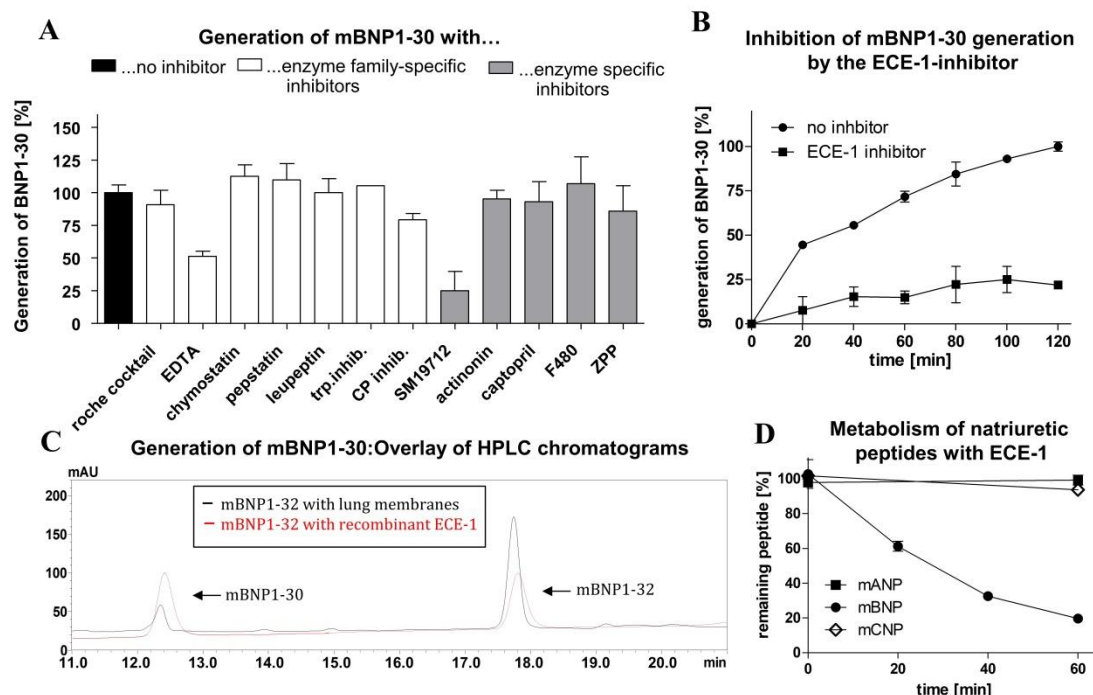 A
Generation of mBNP1-30 with…
...no inhibitor
...enzyme family-specific
inhibitors
...enzyme specific
inhibitors
Generation of BNP1-30 [%]
150
125
100
75
50
25
0
roche cocktail
EDTA
chymostatin
pepstatin
leupeptin
trp.inhib.
CP inhib.
SM19712
actinonin
captopril
F480
ZPP
B
Inhibition of mBNP1-30 generation
by the ECE-1-inhibitor
generation of BNP1-30 [%]
no inhbitor
ECE-1 inhibitor
100
75
50
25
0
0 20 40 60 80 100 120
time [min]
C
Generation of mBNP1-30:Overlay of HPLC chromatograms
mAU
200
150
100
50
0
mBNP1-32 with lung membranes
mBNP1-32 with recombinant ECE-1
mBNP1-30
mBNP1-32
11.0 12.0 13.0 14.0 15.0 16.0 17.0 18.0 19.0 20.0 min
D
Metabolism of natriuretic
peptides with ECE-1
remaining peptide [%]
100
80
60
40
20
0
mANP
mBNP
mCNP
0 20 40 60
time [min]